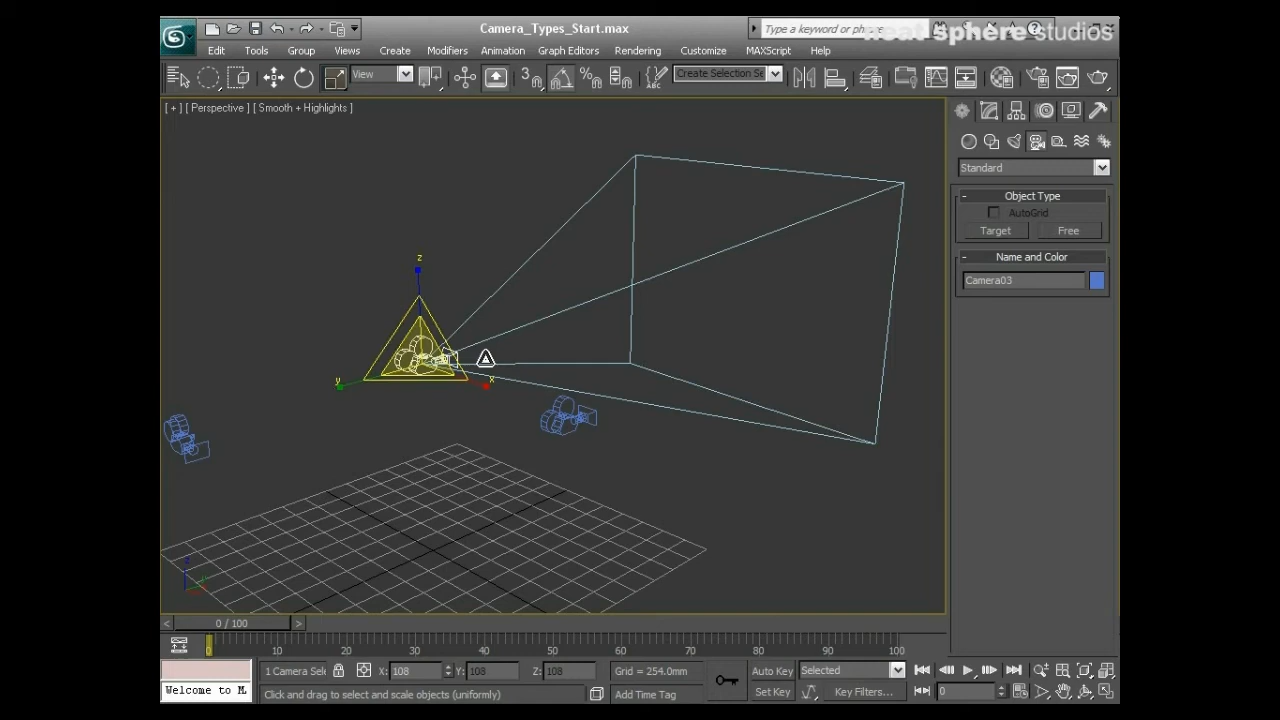 Camera_Types_Start.max
Type a keyword or phrase
neat sphere studios
Edit Tools Group Views Create Modifiers Animation Graph Editors Rendering Customize MAXScript Help
View
3
%
ABC
Create Selection Se
[ + ] [ Perspective ] [ Smooth + Highlights ]
Standard
- Object Type
AutoGrid
Target Free
- Name and Color
Camera03
z
y
x
z
< 0 / 100 >
0 10 20 30 40 50 60 70 80 90 100
1 Camera Sel X: 108 Y: 108 Z: 108 Grid = 254.0mm Auto Key Selected
Welcome to M. Click and drag to select and scale objects (uniformly) Add Time Tag Set Key Key Filters... 0